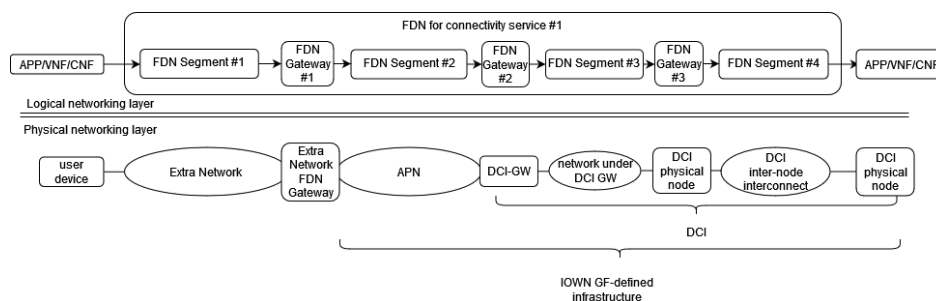 FDN for connectivity service #1
APP/VNF/CNF
FDN Segment #1
FDN
Gateway
#1
FDN Segment #2
FDN
Gateway
#2
FDN Segment #3
FDN
Gateway
#3
FDN Segment #4
APP/VNF/CNF
Logical networking layer
Physical networking layer
user
device
Extra Network
Extra
Network
FDN
Gateway
APN
DCI-GW
network under
DCI GW
DCI
physical
node
DCI
inter-node
interconnect
DCI
physical
node
DCI
IOWN GF-defined
infrastructure